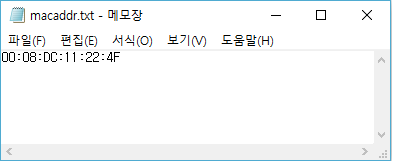 macaddr.txt - 메모장
파일(F) 편집(E) 서식(O) 보기(V) 도움말(H)
00:08:DC:11:22:4F